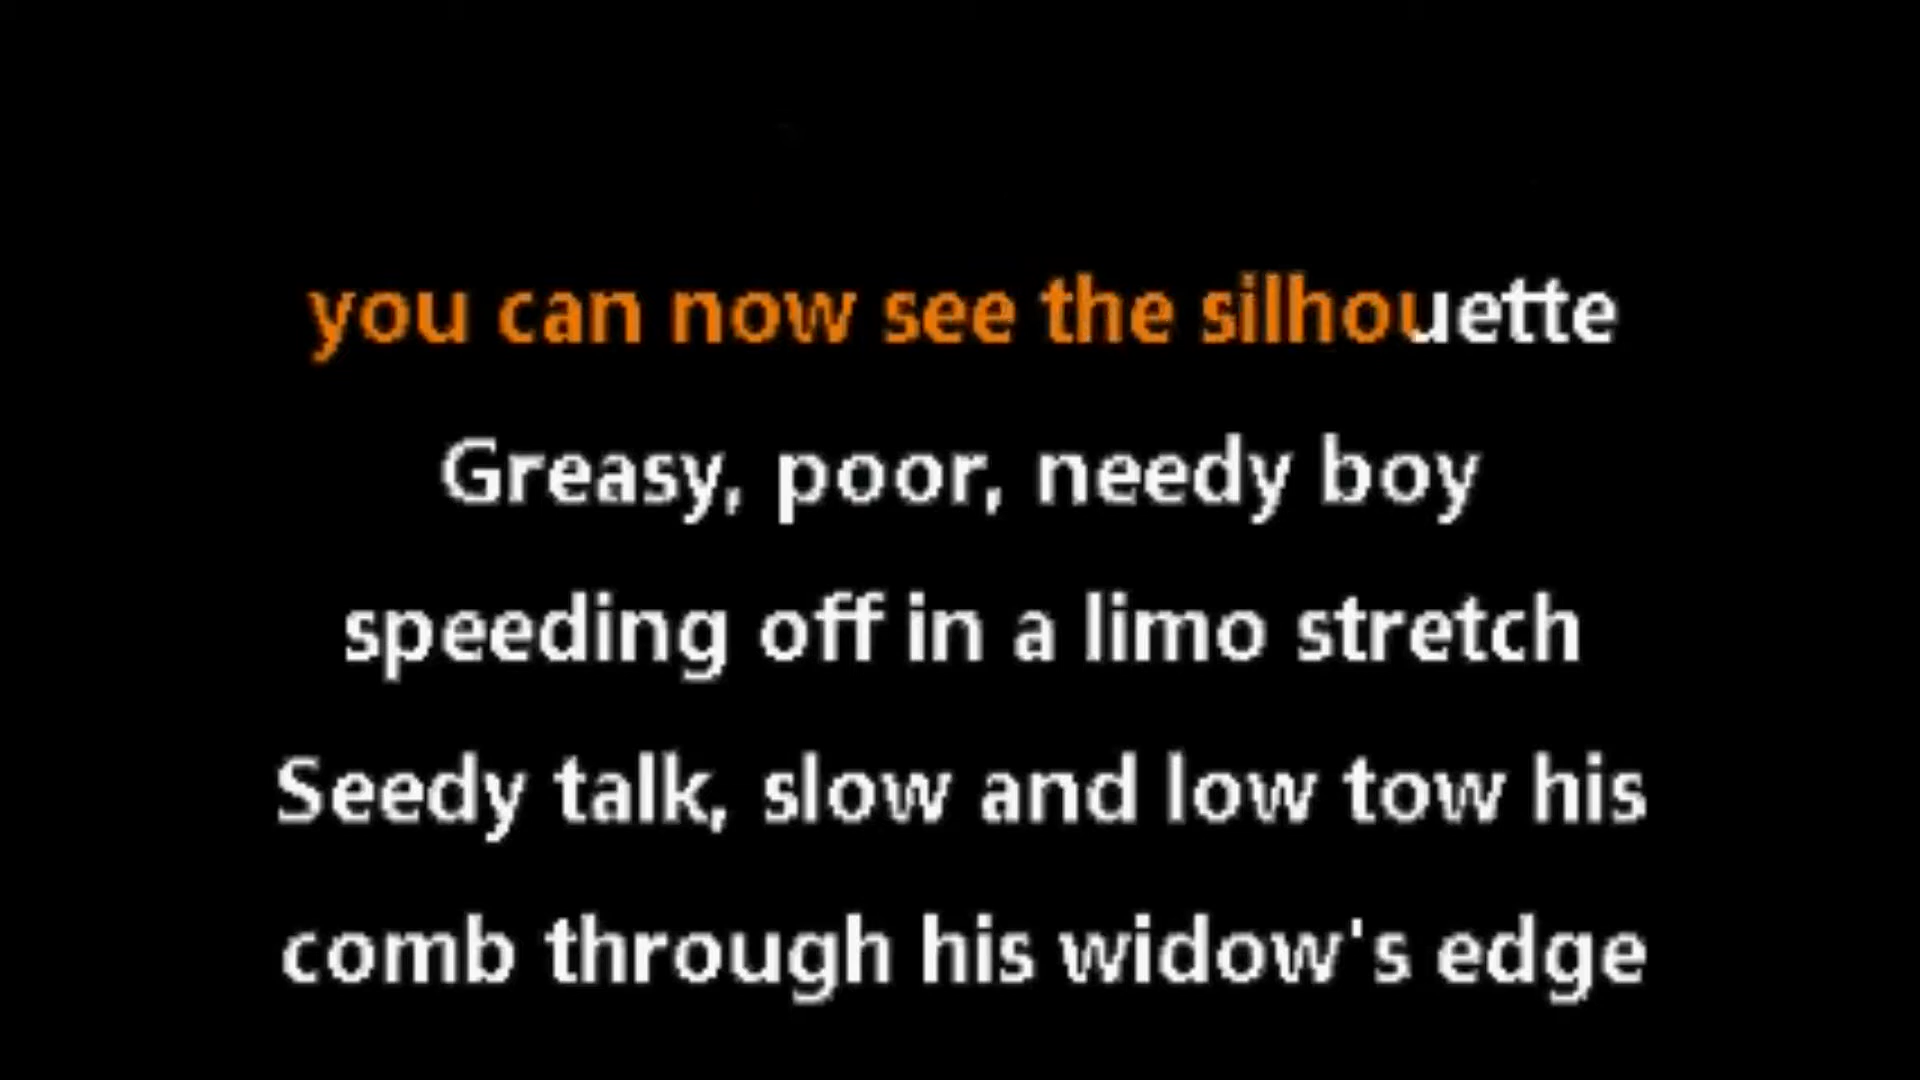 you can now see the silhouette
Greasy, poor, needy boy
speeding off in a limo stretch
Seedy talk, slow and low tow his
comb through his widow's edge